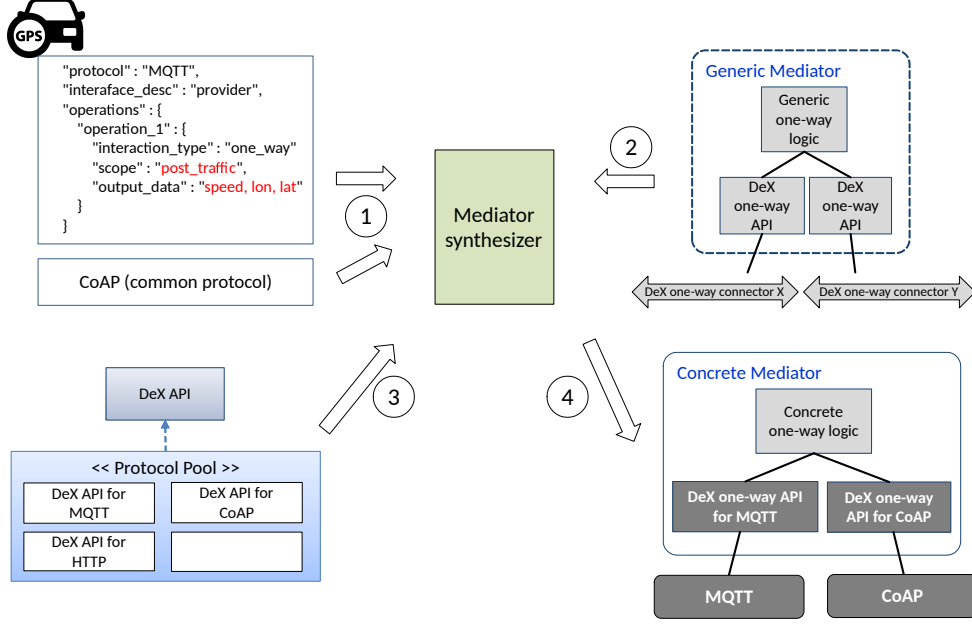 GPS
"protocol" : "MQTT",
"interaface_desc" : "provider",
"operations" : {
"operation_1" : {
"interaction_type" : "one_way"
"scope" : "post_traffic",
"output_data" : "speed, lon, lat"
}
}
CoAP (common protocol)
1
Mediator
synthesizer
2
Generic Mediator
Generic
one-way
logic
DeX
one-way
API
DeX
one-way
API
DeX one-way connector X
DeX one-way connector Y
DeX API
<< Protocol Pool >>
DeX API for
MQTT
DeX API for
CoAP
DeX API for
HTTP
3
4
Concrete Mediator
Concrete
one-way logic
DeX one-way API
for MQTT
DeX one-way
API for CoAP
MQTT
CoAP